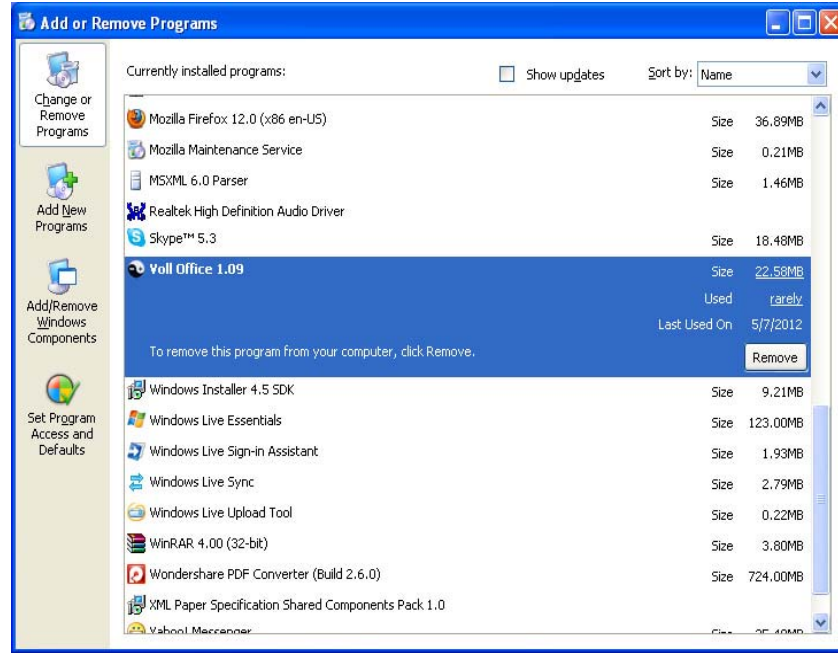 Add or Remove Programs
Currently installed programs:
Show updates
Sort by: Name
Change or
Remove
Programs
Mozilla Firefox 12.0 (x86 en-US) Size 36.89MB
Mozilla Maintenance Service Size 0.21MB
MSXML 6.0 Parser Size 1.46MB
Add New
Programs
Realtek High Definition Audio Driver
Skype™ 5.3 Size 18.48MB
Voll Office 1.09 Size 22.58MB
Used rarely
Last Used On 5/7/2012
To remove this program from your computer, click Remove.
Remove
Add/Remove
Windows
Components
Windows Installer 4.5 SDK Size 9.21MB
Windows Live Essentials Size 123.00MB
Windows Live Sign-in Assistant Size 1.93MB
Set Program
Access and
Defaults
Windows Live Sync Size 2.79MB
Windows Live Upload Tool Size 0.22MB
WinRAR 4.00 (32-bit) Size 3.80MB
Wondershare PDF Converter (Build 2.6.0) Size 724.00MB
XML Paper Specification Shared Components Pack 1.0
Yahoo! Messenger Size